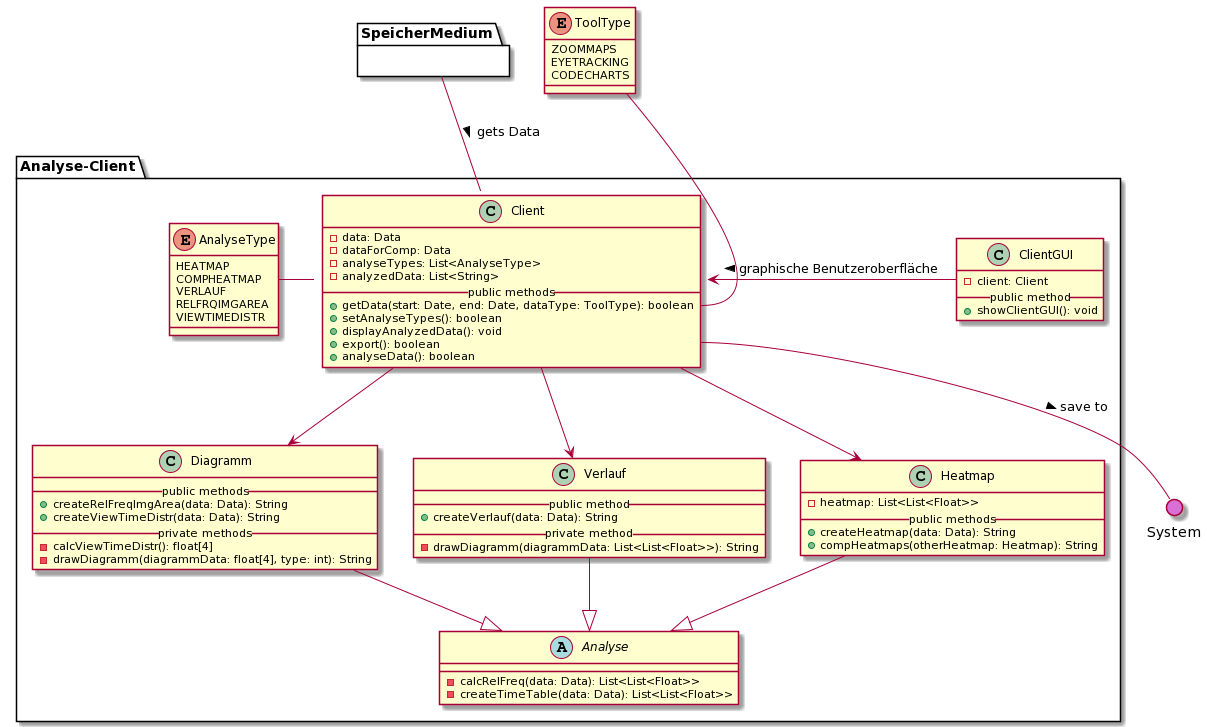 SpeicherMedium
E ToolType
ZOOMMAPS
EYETRACKING
CODECHARTS
gets Data
Analyse-Client
E AnalyseType
HEATMAP
COMPHEATMAP
VERLAUF
RELFRQIMGAREA
VIEWTIMEDISTR
C Client
data: Data
dataForComp: Data
analyseTypes: List<AnalyseType>
analyzedData: List<String>
public methods
getData(start: Date, end: Date, dataType: ToolType): boolean
setAnalyseTypes(): boolean
displayAnalyzedData(): void
export(): boolean
analyseData(): boolean
graphische Benutzeroberfläche
C ClientGUI
client: Client
public method
showClientGUI(): void
save to
System
C Diagramm
public methods
createRelFreqImgArea(data: Data): String
createViewTimeDistr(data: Data): String
private methods
calcViewTimeDistr(): float[4]
drawDiagramm(diagrammData: float[4], type: int): String
C Verlauf
public method
createVerlauf(data: Data): String
private method
drawDiagramm(diagrammData: List<List<Float>>): String
C Heatmap
heatmap: List<List<Float>>
public methods
createHeatmap(data: Data): String
compHeatmaps(otherHeatmap: Heatmap): String
A Analyse
calcRelFreq(data: Data): List<List<Float>>
createTimeTable(data: Data): List<List<Float>>